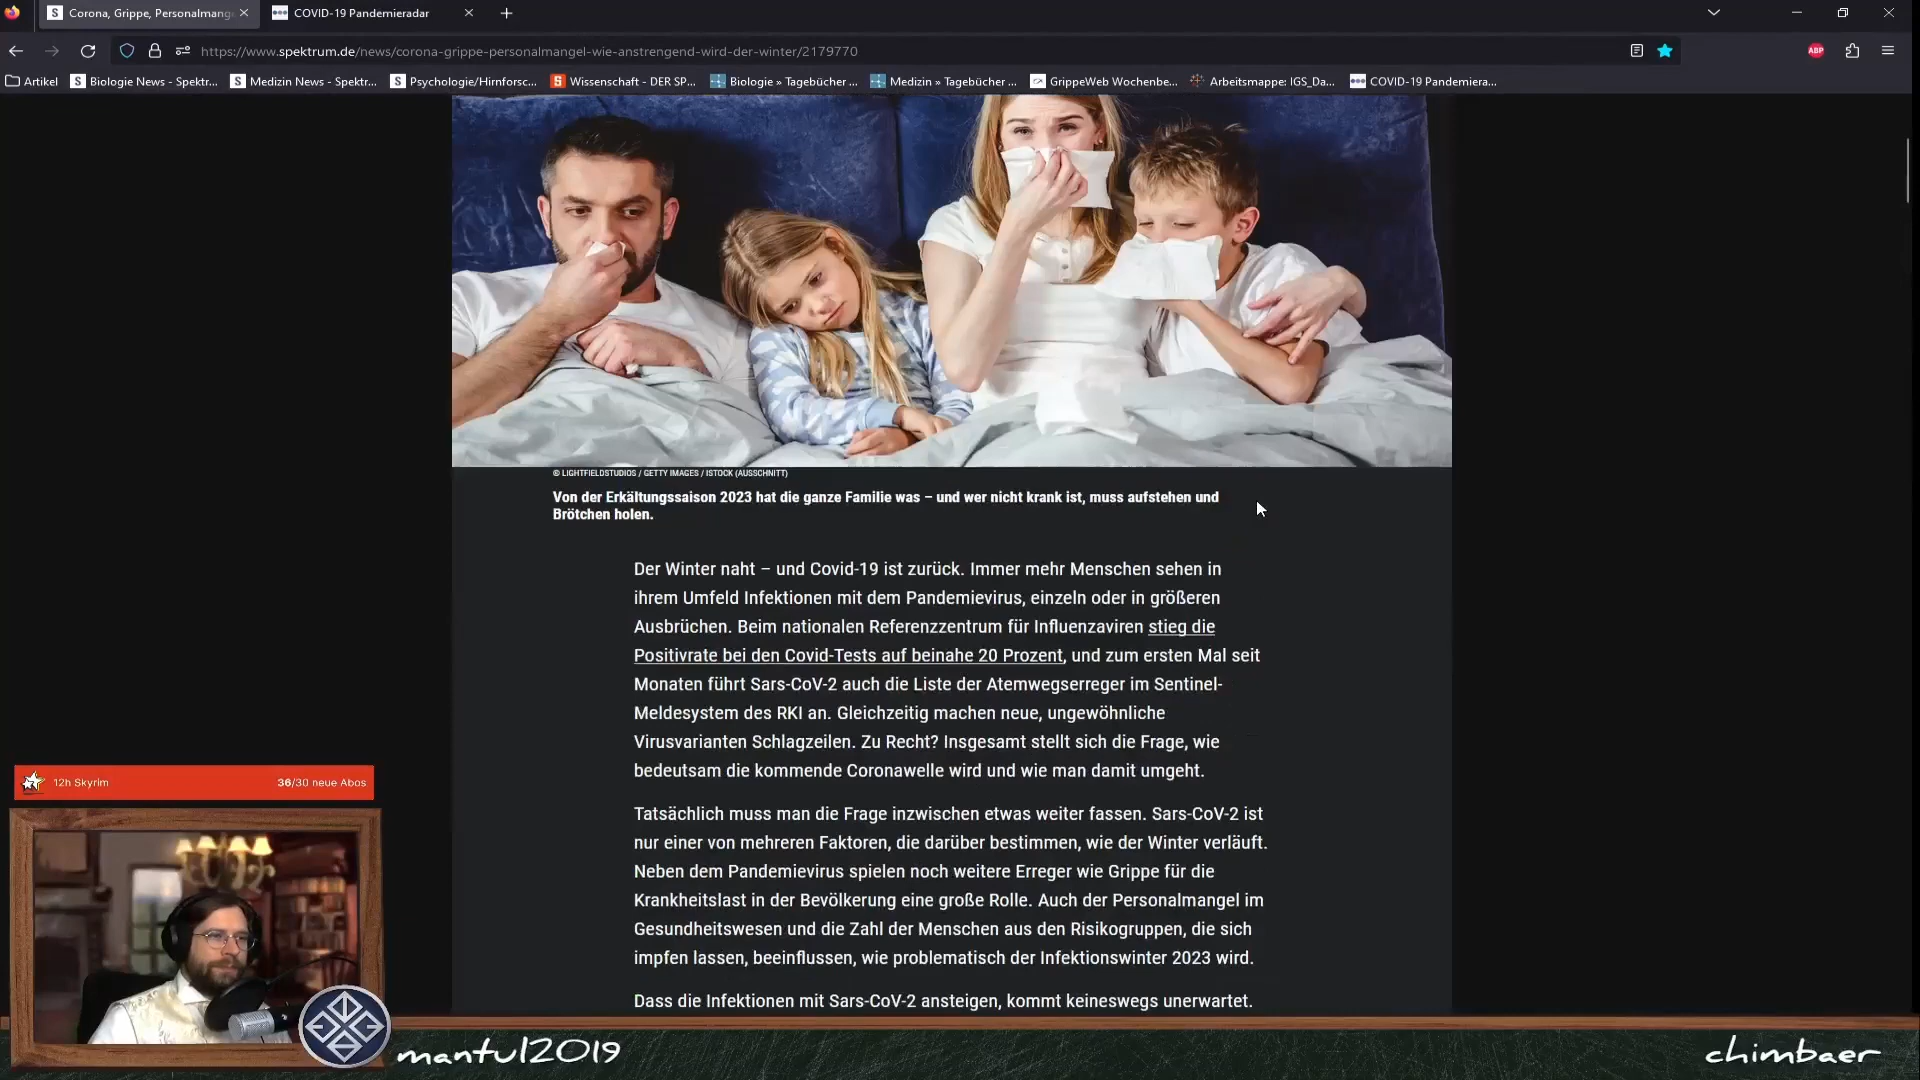 Corona, Grippe, Personalmang
COVID-19 Pandemieradar
https://www.spektrum.de/news/corona-grippe-personalmangel-wie-anstrengend-wird-der-winter/2179770
ABP
Artikel
Biologie News - Spektr...
Medizin News - Spektr...
Psychologie/Hirnforsc...
Wissenschaft - DER SP...
Biologie » Tagebücher ...
Medizin » Tagebücher ...
GrippeWeb Wochenbe...
Arbeitsmappe: IGS_Da...
COVID-19 Pandemiera...
© LIGHTFIELDSTUDIOS / GETTY IMAGES / ISTOCK (AUSSCHNITT)
Von der Erkältungssaison 2023 hat die ganze Familie was – und wer nicht krank ist, muss aufstehen und
Brötchen holen.
Der Winter naht – und Covid-19 ist zurück. Immer mehr Menschen sehen in
ihrem Umfeld Infektionen mit dem Pandemievirus, einzeln oder in größeren
Ausbrüchen. Beim nationalen Referenzzentrum für Influenzaviren stieg die
Positivrate bei den Covid-Tests auf beinahe 20 Prozent, und zum ersten Mal seit
Monaten führt Sars-CoV-2 auch die Liste der Atemwegserreger im Sentinel-
Meldesystem des RKI an. Gleichzeitig machen neue, ungewöhnliche
Virusvarianten Schlagzeilen. Zu Recht? Insgesamt stellt sich die Frage, wie
bedeutsam die kommende Coronawelle wird und wie man damit umgeht.
Tatsächlich muss man die Frage inzwischen etwas weiter fassen. Sars-CoV-2 ist
nur einer von mehreren Faktoren, die darüber bestimmen, wie der Winter verläuft.
Neben dem Pandemievirus spielen noch weitere Erreger wie Grippe für die
Krankheitslast in der Bevölkerung eine große Rolle. Auch der Personalmangel im
Gesundheitswesen und die Zahl der Menschen aus den Risikogruppen, die sich
impfen lassen, beeinflussen, wie problematisch der Infektionswinter 2023 wird.
Dass die Infektionen mit Sars-CoV-2 ansteigen, kommt keineswegs unerwartet.
12h Skyrim
36/30 neue Abos
mantul2019
chimbaer